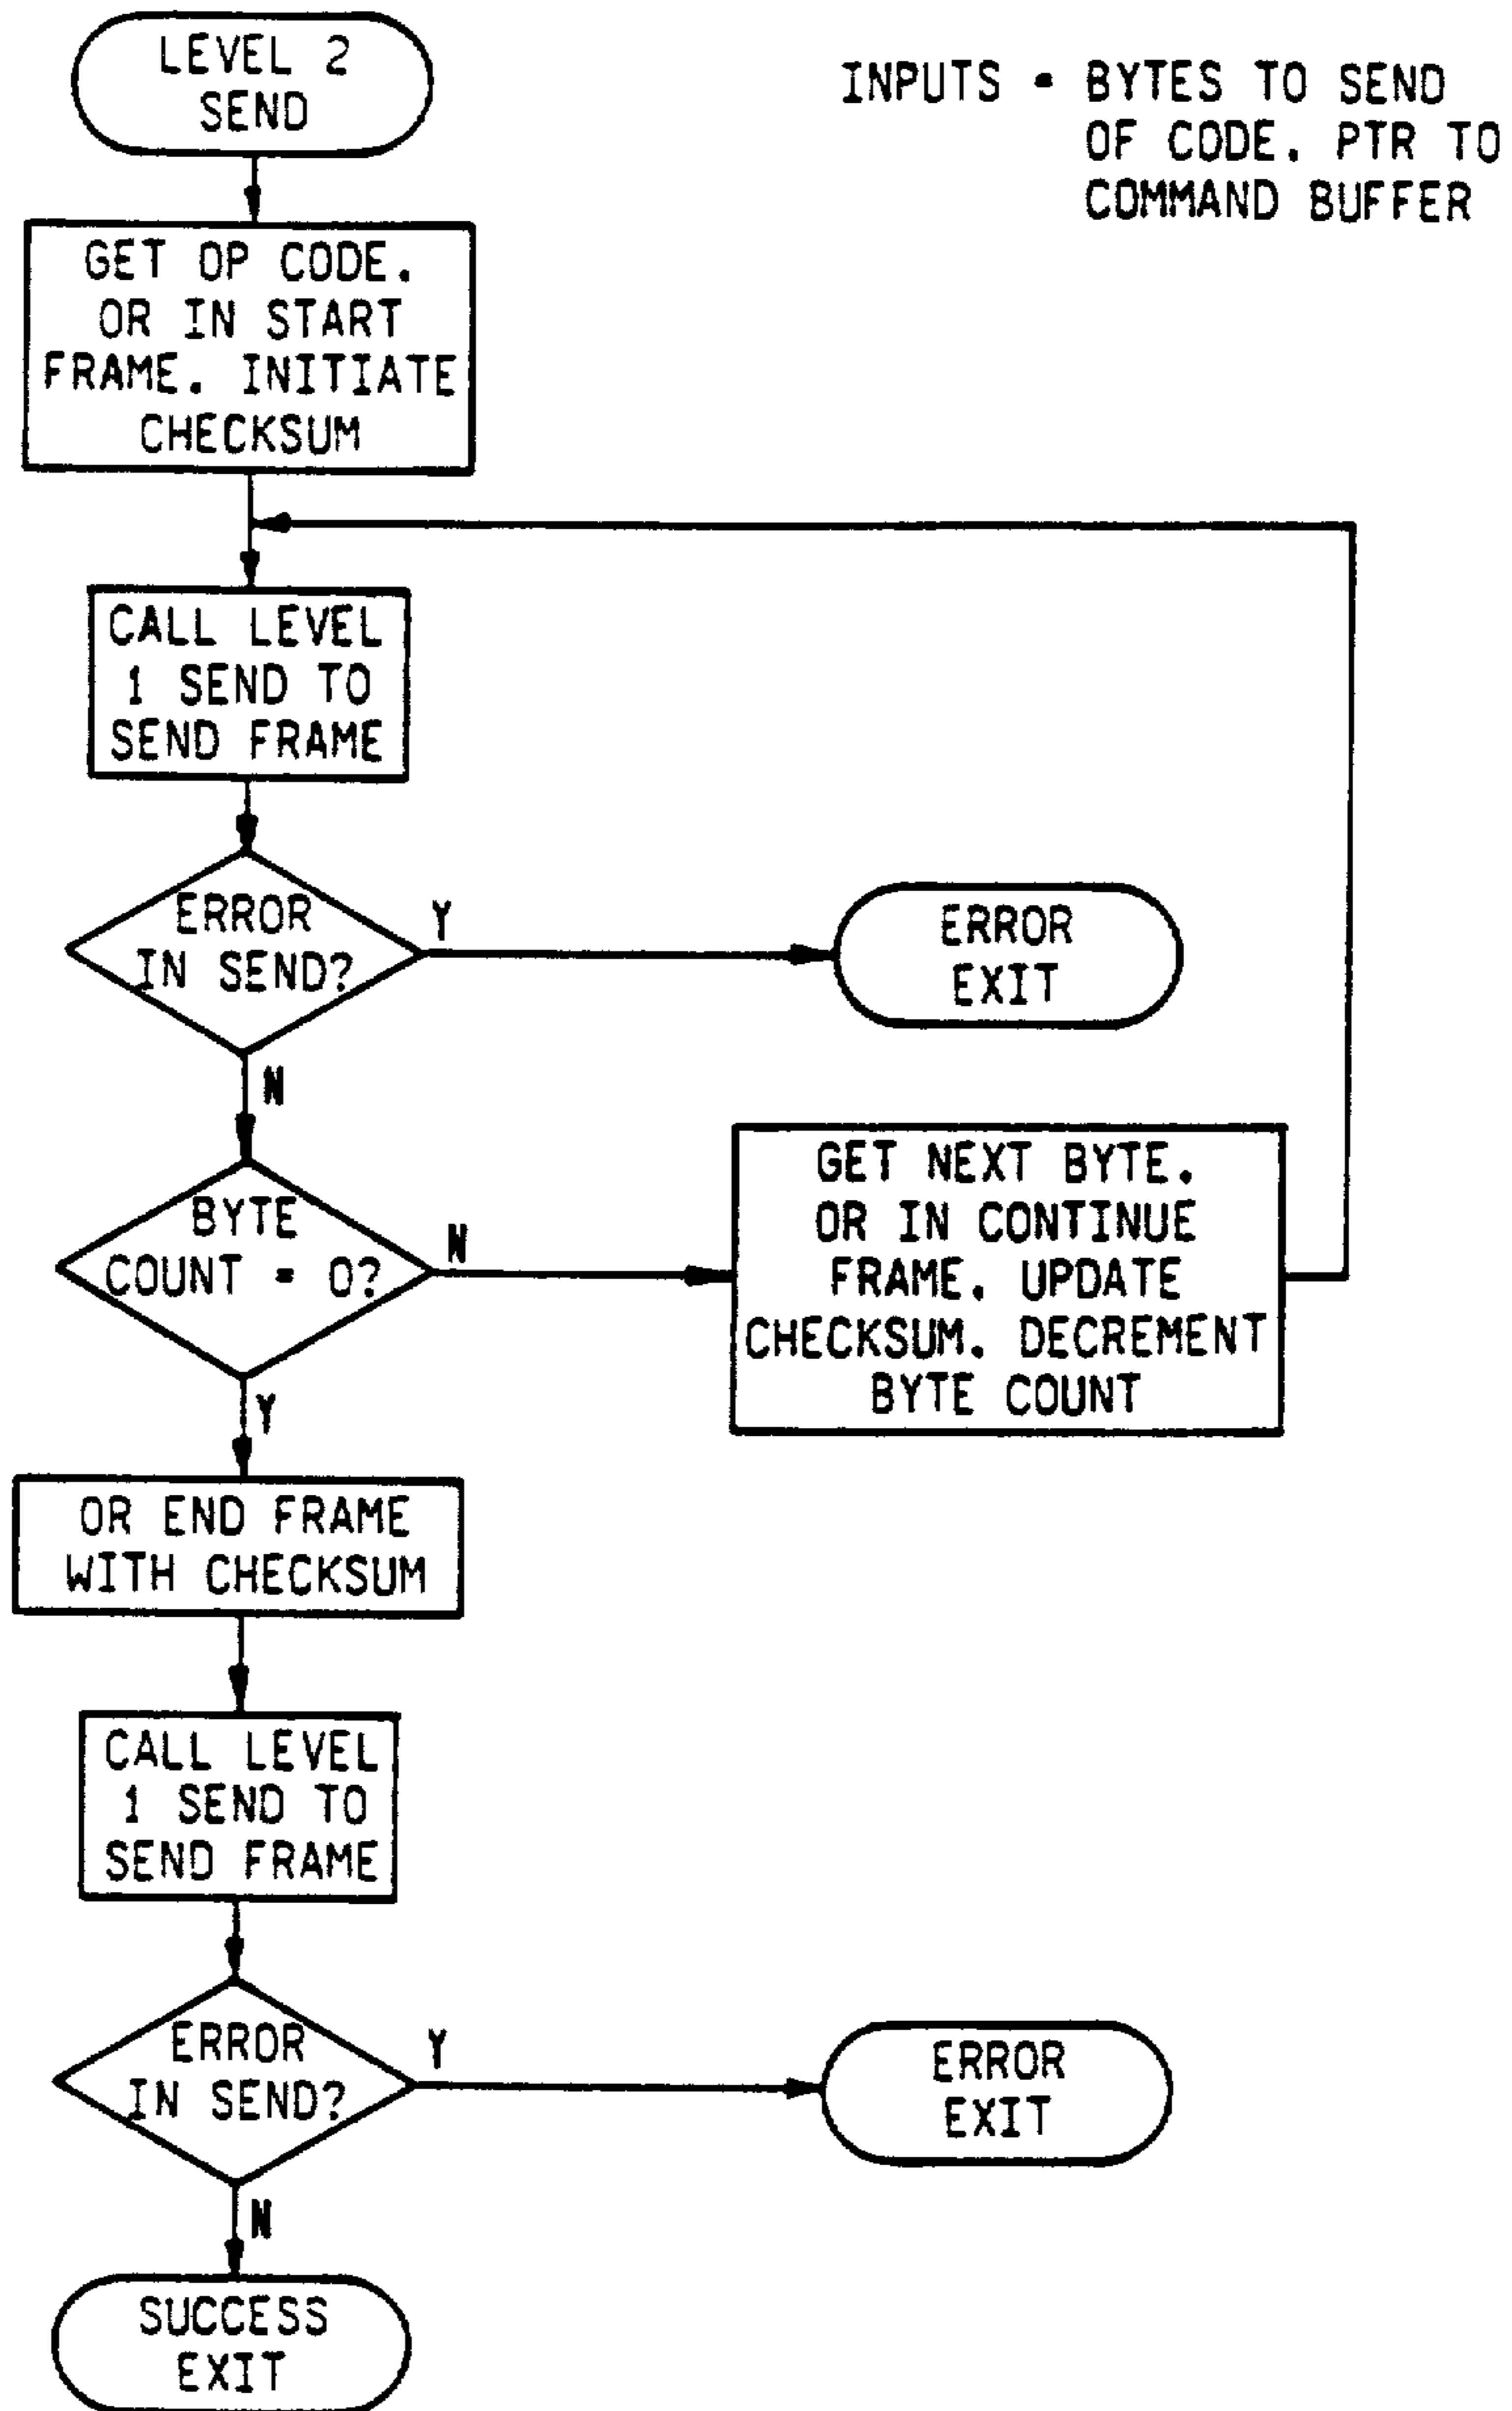 LEVEL 2
SEND
INPUTS = BYTES TO SEND
OF CODE. PTR TO
COMMAND BUFFER
GET OP CODE.
OR IN START
FRAME. INITIATE
CHECKSUM
CALL LEVEL
1 SEND TO
SEND FRAME
ERROR
IN SEND?
Y
ERROR
EXIT
N
BYTE
COUNT = 0?
N
GET NEXT BYTE.
OR IN CONTINUE
FRAME. UPDATE
CHECKSUM. DECREMENT
BYTE COUNT
Y
OR END FRAME
WITH CHECKSUM
CALL LEVEL
1 SEND TO
SEND FRAME
ERROR
IN SEND?
Y
ERROR
EXIT
N
SUCCESS
EXIT